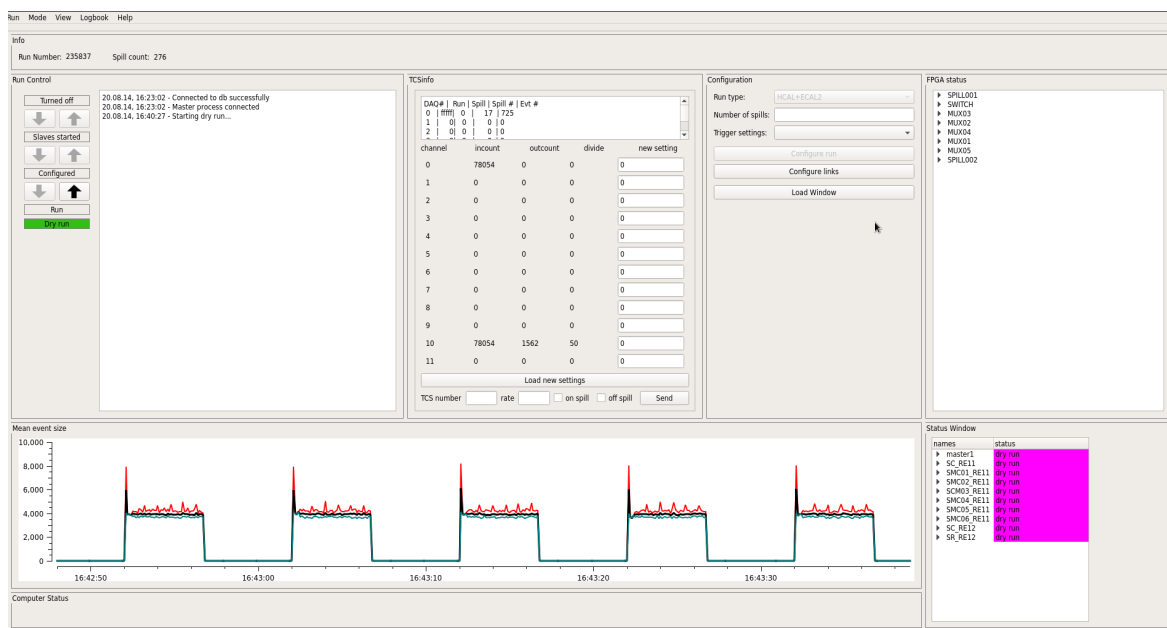 Run Mode View Logbook Help
Info
Run Number: 235837 Spill count: 276
Run Control
Turned off
Slaves started
Configured
Run
Dry run
20.08.14, 16:23:02 - Connected to db successfully
20.08.14, 16:23:02 - Master process connected
20.08.14, 16:40:27 - Starting dry run...
TCSinfo
DAQ# | Run | Spill | Spill # | Evt #
0 | fffff| 0 | 17 |725
1 | 0| 0 | 0 | 0
2 | 0| 0 | 0 | 0
channel incount outcount divide new setting
0 78054 0 0 0
1 0 0 0 0
2 0 0 0 0
3 0 0 0 0
4 0 0 0 0
5 0 0 0 0
6 0 0 0 0
7 0 0 0 0
8 0 0 0 0
9 0 0 0 0
10 78054 1562 50 0
11 0 0 0 0
Load new settings
TCS number rate on spill off spill Send
Configuration
Run type: HCAL+ECAL2
Number of spills:
Trigger settings:
Configure run
Configure links
Load Window
FPGA status
SPILL001
SWITCH
MUX03
MUX02
MUX04
MUX01
MUX05
SPILL002
Mean event size
10,000
8,000
6,000
4,000
2,000
0
16:42:50 16:43:00 16:43:10 16:43:20 16:43:30
Status Window
names status
master1 dry run
SC_RE11 dry run
SMC01_RE11 dry run
SMC02_RE11 dry run
SCM03_RE11 dry run
SMC04_RE11 dry run
SMC05_RE11 dry run
SMC06_RE11 dry run
SC_RE12 dry run
SR_RE12 dry run
Computer Status